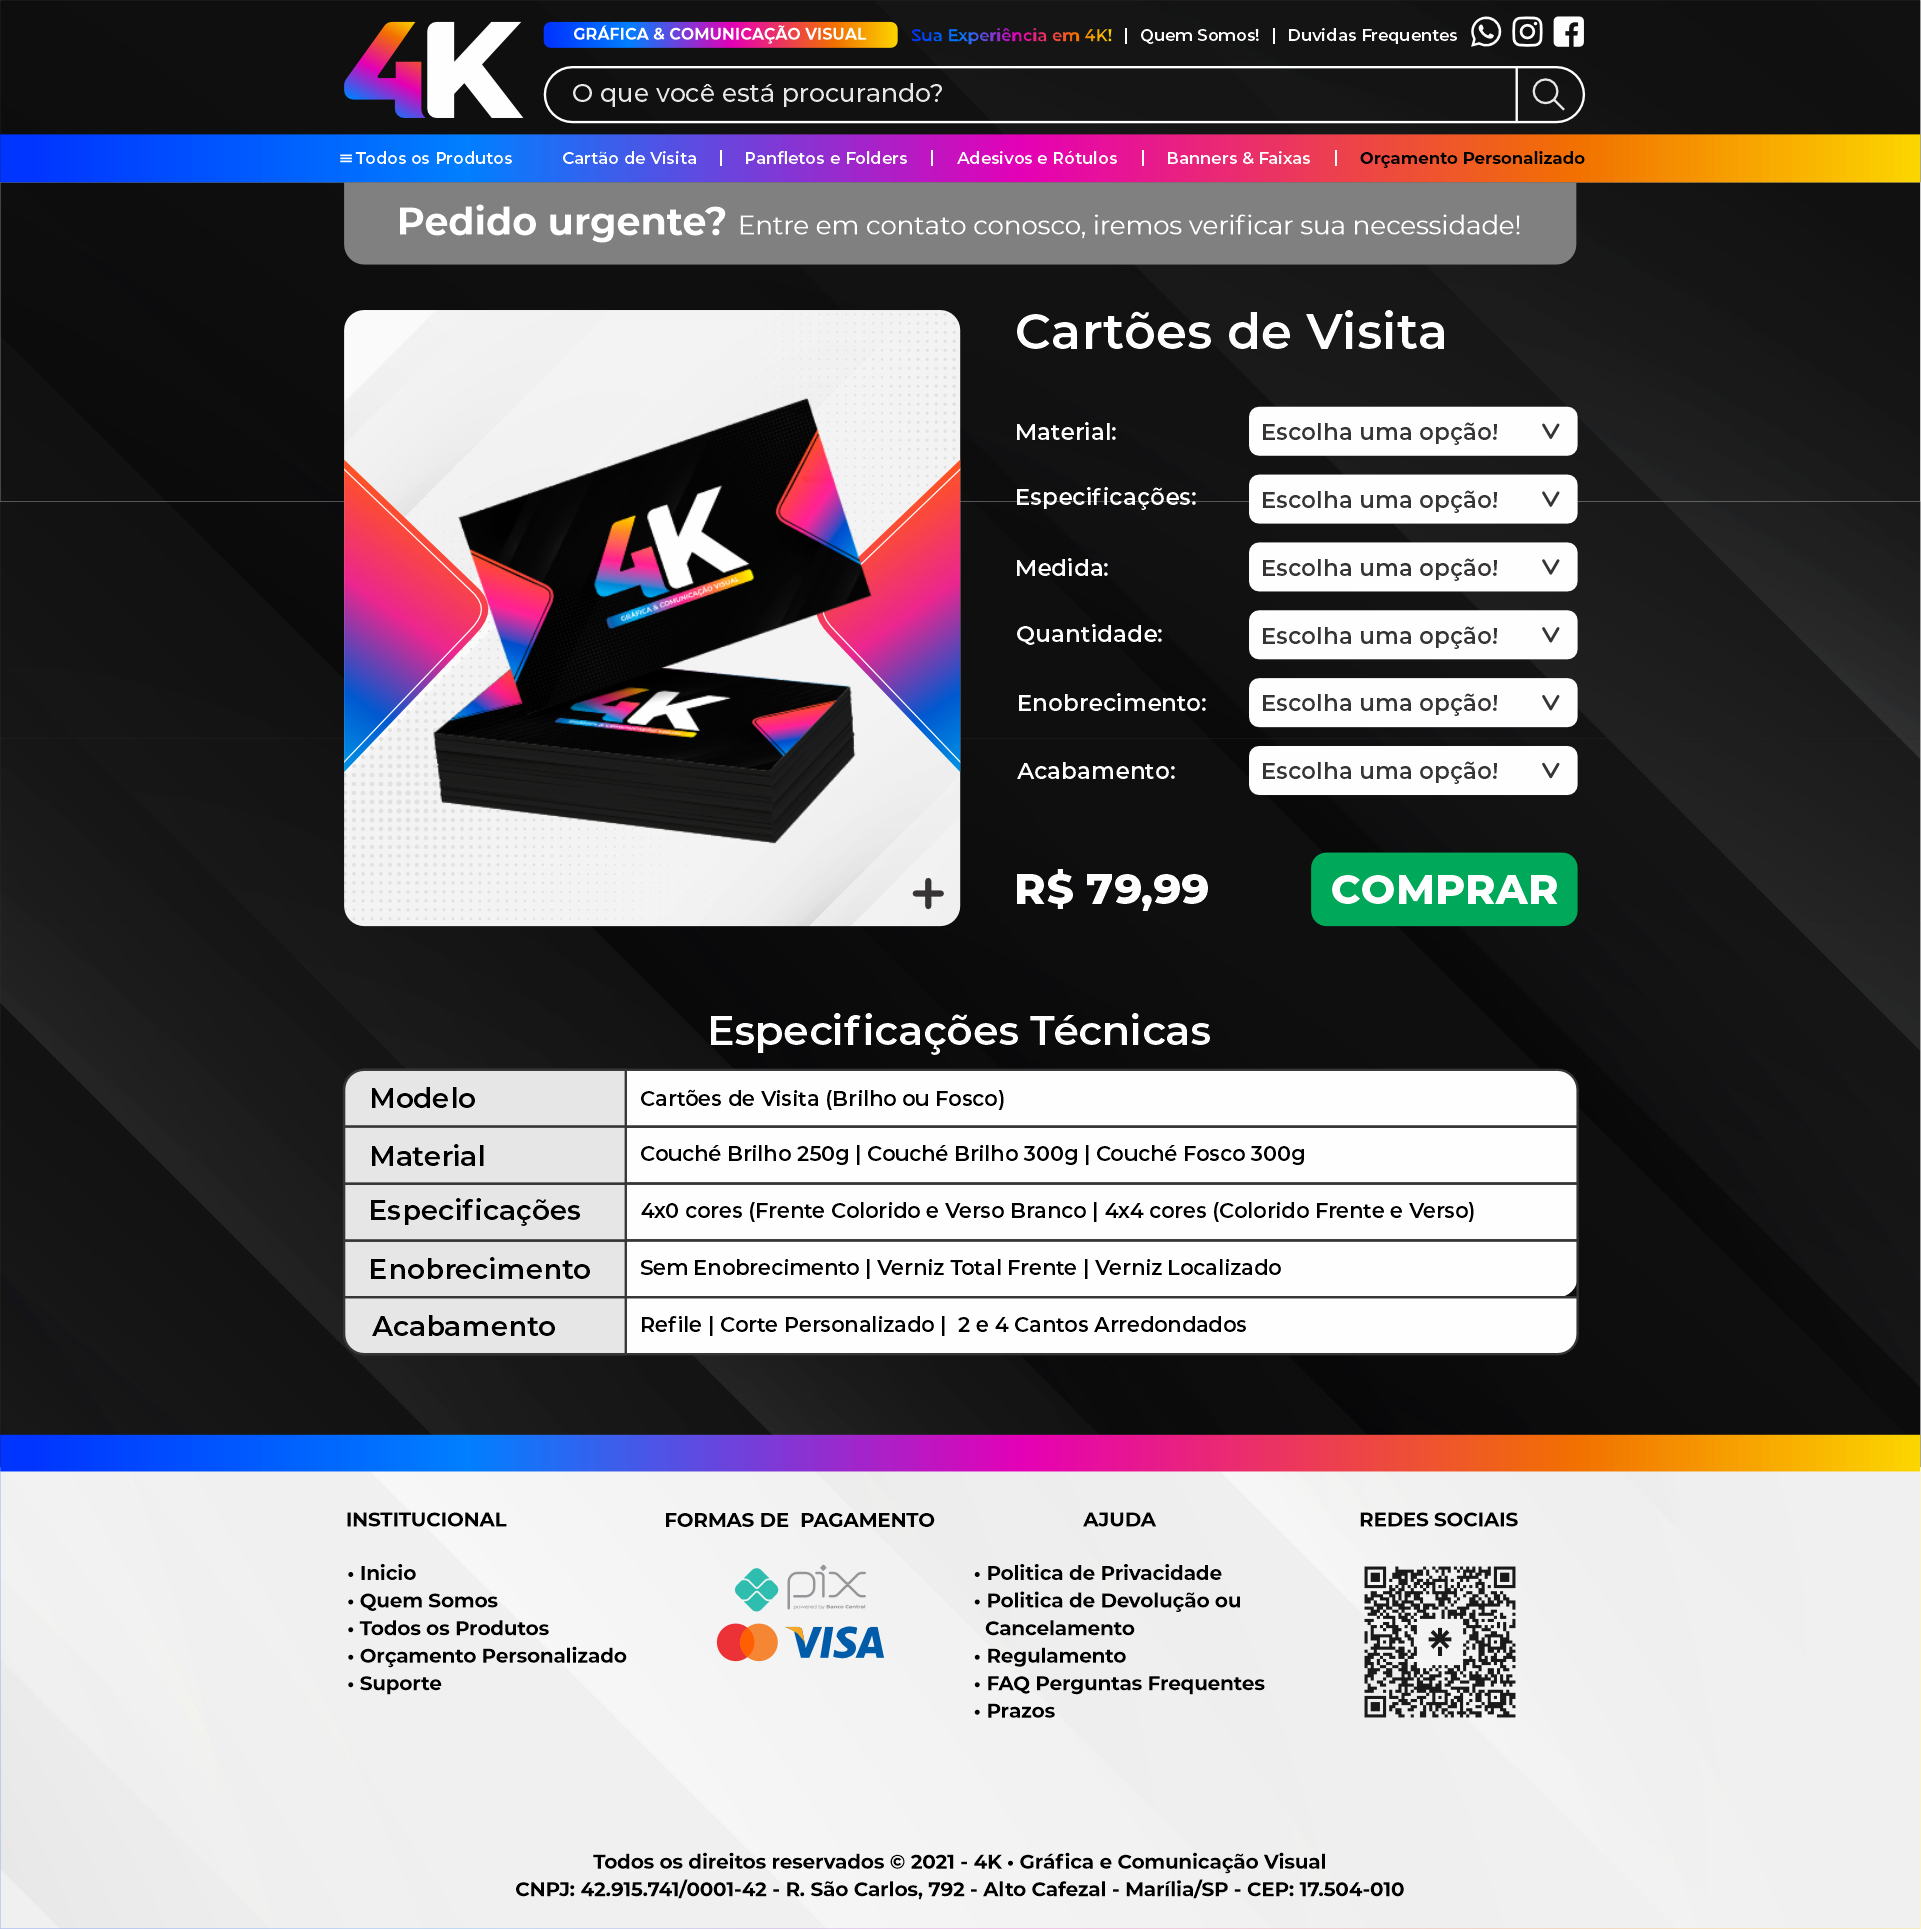 4K
GRÁFICA & COMUNICAÇÃO VISUAL
Sua Experiência em 4K! | Quem Somos! | Duvidas Frequentes
O que você está procurando?
Todos os Produtos
Cartão de Visita | Panfletos e Folders | Adesivos e Rótulos | Banners & Faixas | Orçamento Personalizado
Pedido urgente? Entre em contato conosco, iremos verificar sua necessidade!
4K
GRÁFICA & COMUNICAÇÃO VISUAL
4K
Cartões de Visita
Material: Escolha uma opção!
Especificações: Escolha uma opção!
Medida: Escolha uma opção!
Quantidade: Escolha uma opção!
Enobrecimento: Escolha uma opção!
Acabamento: Escolha uma opção!
R$ 79,99
COMPRAR
Especificações Técnicas
Modelo Cartões de Visita (Brilho ou Fosco)
Material Couché Brilho 250g | Couché Brilho 300g | Couché Fosco 300g
Especificações 4x0 cores (Frente Colorido e Verso Branco | 4x4 cores (Colorido Frente e Verso)
Enobrecimento Sem Enobrecimento | Verniz Total Frente | Verniz Localizado
Acabamento Refile | Corte Personalizado | 2 e 4 Cantos Arredondados
INSTITUCIONAL
• Inicio
• Quem Somos
• Todos os Produtos
• Orçamento Personalizado
• Suporte
FORMAS DE PAGAMENTO
pix
powered by Banco Central
VISA
AJUDA
• Politica de Privacidade
• Politica de Devolução ou
Cancelamento
• Regulamento
• FAQ Perguntas Frequentes
• Prazos
REDES SOCIAIS
Todos os direitos reservados © 2021 - 4K • Gráfica e Comunicação Visual
CNPJ: 42.915.741/0001-42 - R. São Carlos, 792 - Alto Cafezal - Marília/SP - CEP: 17.504-010